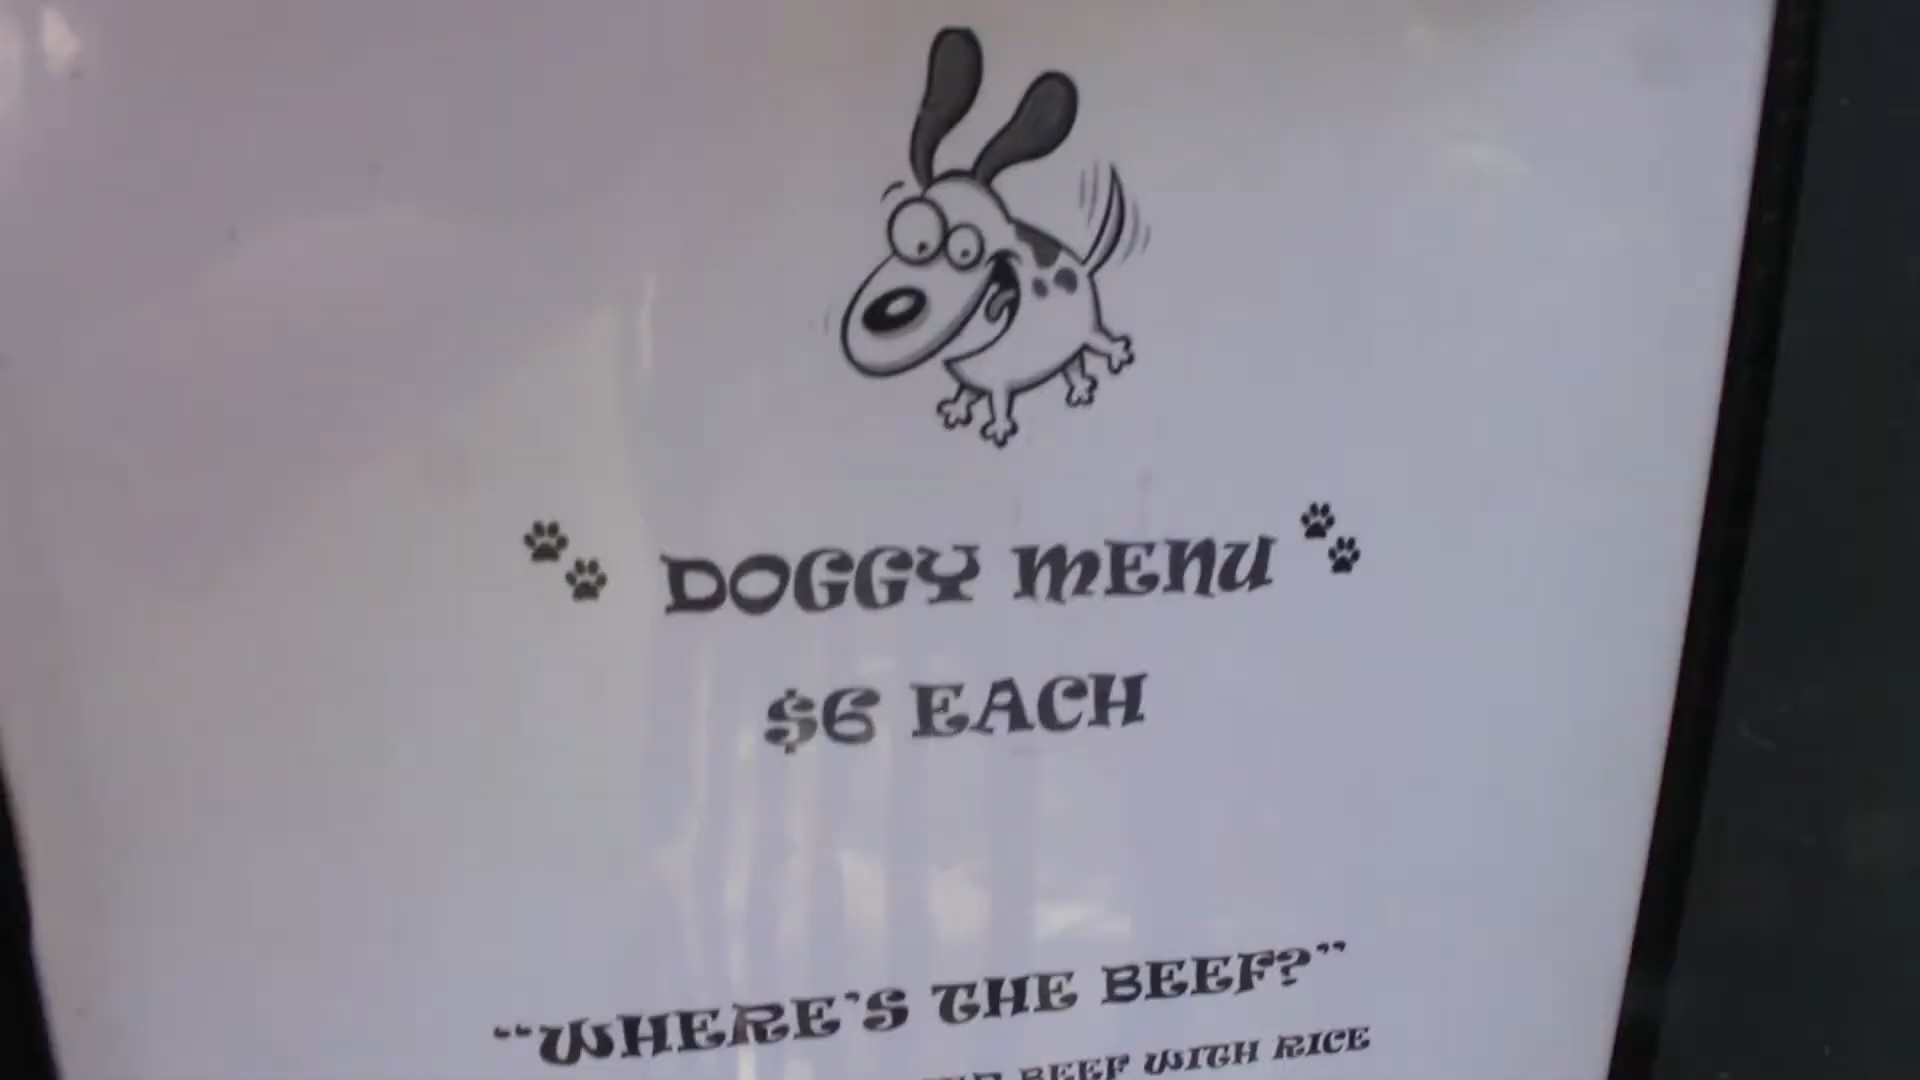 DOGGY MENU
$6 EACH
"WHERE'S THE BEEF?"
BEEF WITH RICE